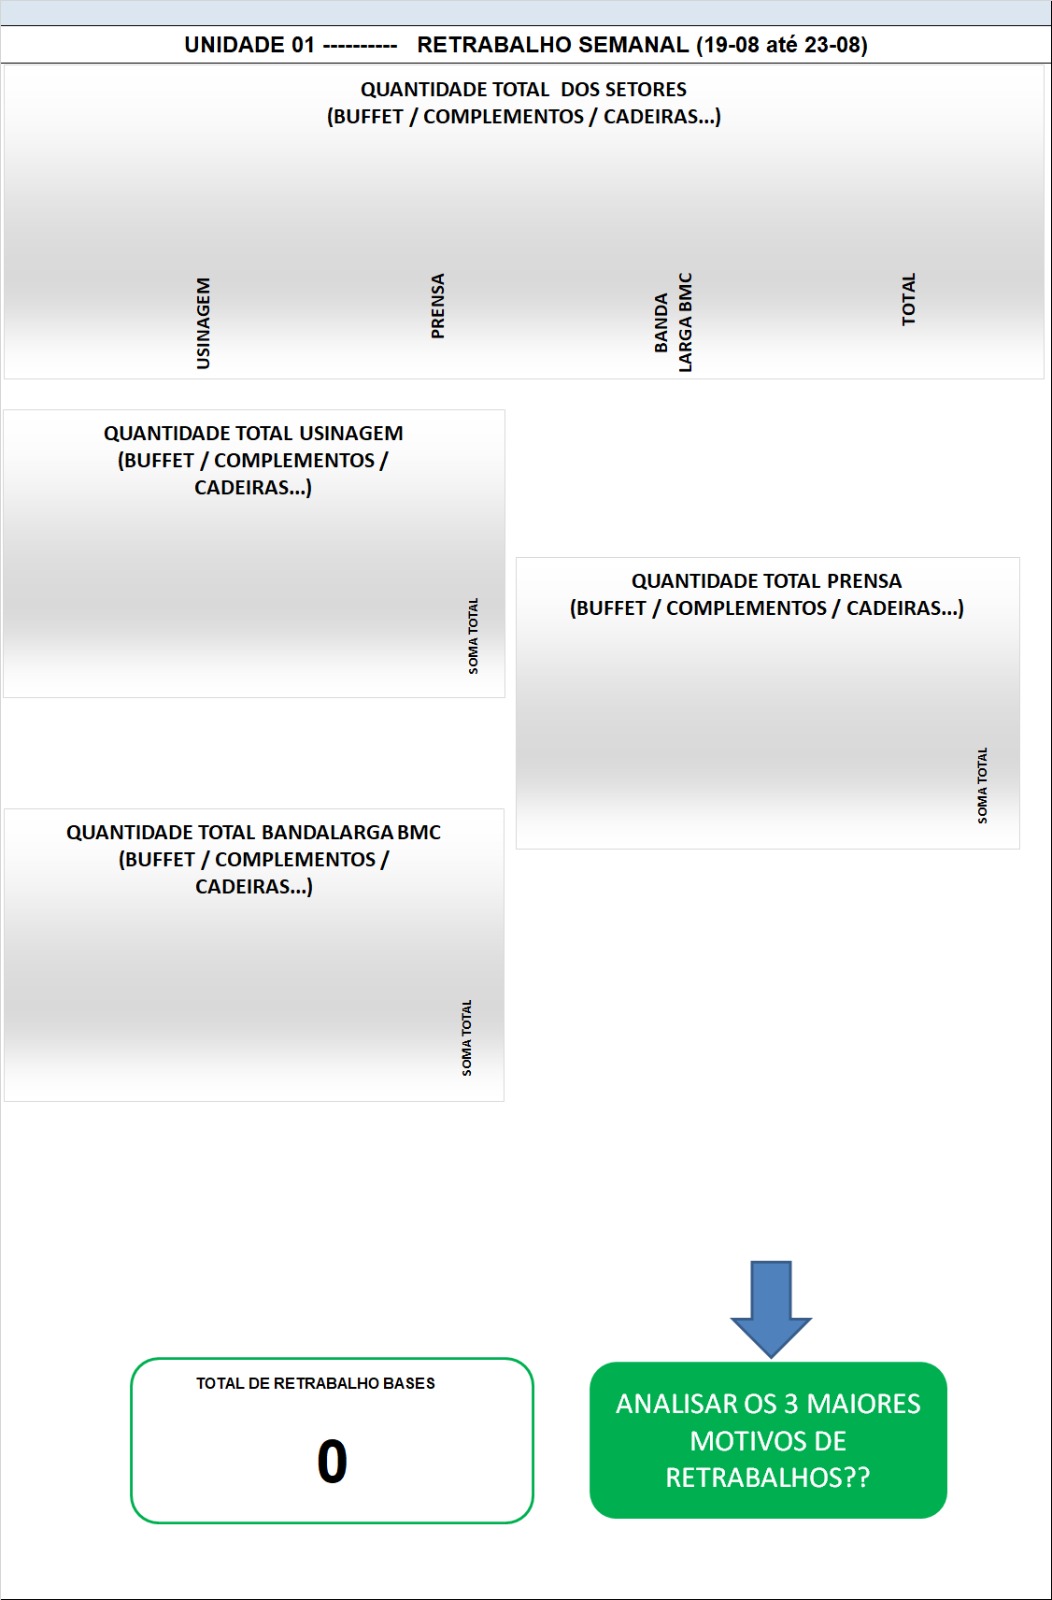 UNIDADE 01 ---------- RETRABALHO SEMANAL (19-08 até 23-08)
QUANTIDADE TOTAL DOS SETORES
(BUFFET / COMPLEMENTOS / CADEIRAS...)
USINAGEM
PRENSA
BANDA
LARGA BMC
TOTAL
QUANTIDADE TOTAL USINAGEM
(BUFFET / COMPLEMENTOS /
CADEIRAS...)
SOMA TOTAL
QUANTIDADE TOTAL PRENSA
(BUFFET / COMPLEMENTOS / CADEIRAS...)
SOMA TOTAL
QUANTIDADE TOTAL BANDALARGA BMC
(BUFFET / COMPLEMENTOS /
CADEIRAS...)
SOMA TOTAL
TOTAL DE RETRABALHO BASES
0
ANALISAR OS 3 MAIORES
MOTIVOS DE
RETRABALHOS??